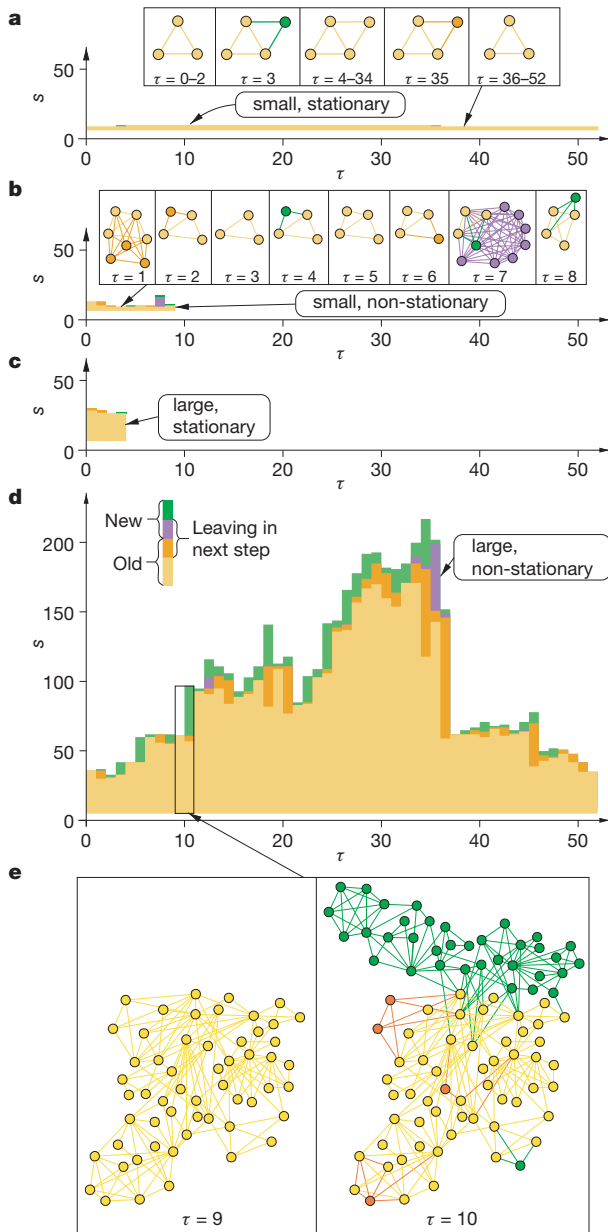 a
τ = 0–2
τ = 3
τ = 4–34
τ = 35
τ = 36–52
50
s
small, stationary
0
0
10
20
30
40
50
τ
b
τ = 1
τ = 2
τ = 3
τ = 4
τ = 5
τ = 6
τ = 7
τ = 8
50
s
small, non-stationary
0
0
10
20
30
40
50
τ
c
50
s
large,
stationary
0
0
10
20
30
40
50
τ
d
New
Old
Leaving in
next step
large,
non-stationary
200
150
s
100
50
0
0
10
20
30
40
50
τ
e
τ = 9
τ = 10